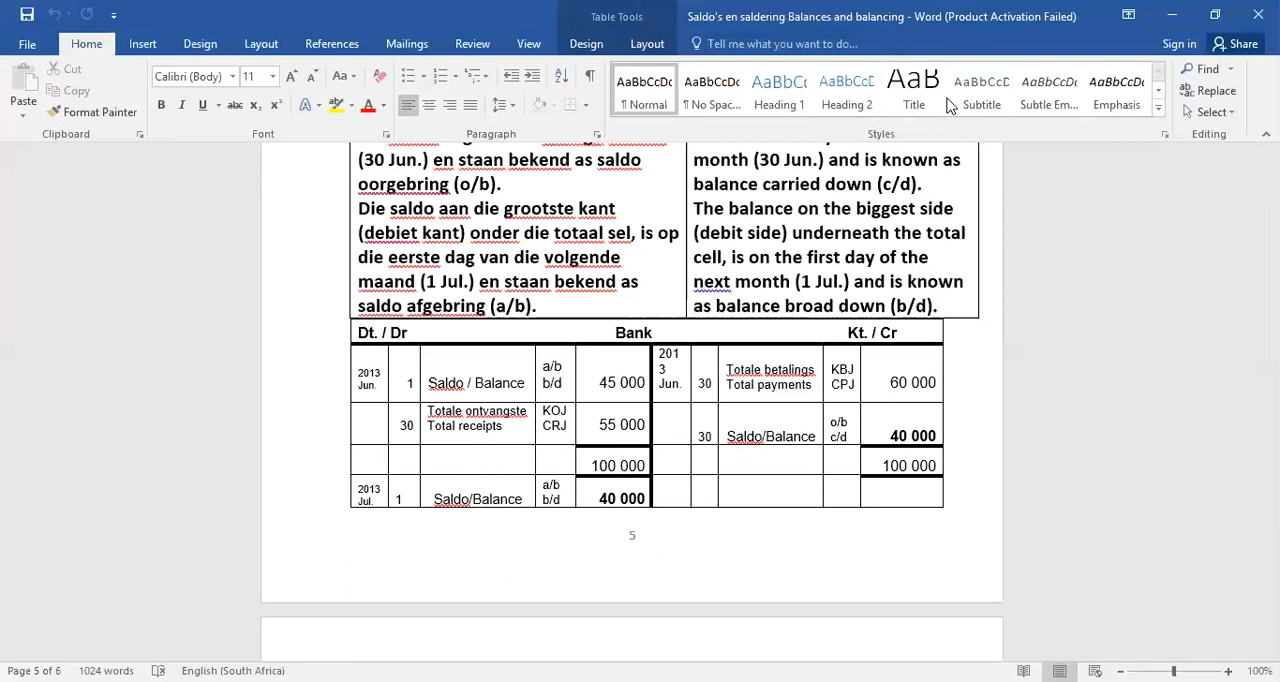 Table Tools
Saldo's en saldering Balances and balancing - Word (Product Activation Failed)
File
Home
Insert
Design
Layout
References
Mailings
Review
View
Design
Layout
Tell me what you want to do...
Sign in
Share
Paste
Cut
Copy
Format Painter
Clipboard
Calibri (Body)
11
Font
Paragraph
AaBbCcDc
¶ Normal
AaBbCcDc
¶ No Spac...
AaBbCc
Heading 1
AaBbCcC
Heading 2
AaB
Title
AaBbCcC
Subtitle
AaBbCcDc
Subtle Em...
AaBbCcDc
Emphasis
Styles
Find
Replace
Select
Editing
(30 Jun.) en staan bekend as saldo
oorgebring (o/b).
Die saldo aan die grootste kant
(debiet kant) onder die totaal sel, is op
die eerste dag van die volgende
maand (1 Jul.) en staan bekend as
saldo afgebring (a/b).
month (30 Jun.) and is known as
balance carried down (c/d).
The balance on the biggest side
(debit side) underneath the total
cell, is on the first day of the
next month (1 Jul.) and is known
as balance broad down (b/d).
Dt. / Dr Bank Kt. / Cr
2013
Jun.
1
Saldo / Balance
a/b
b/d
45 000
201
3
Jun.
30
Totale betalings
Total payments
KBJ
CPJ
60 000
30
Totale ontvangste
Total receipts
KOJ
CRJ
55 000
30
Saldo/Balance
o/b
c/d
40 000
100 000
100 000
2013
Jul.
1
Saldo/Balance
a/b
b/d
40 000
5
Page 5 of 6
1024 words
English (South Africa)
100%